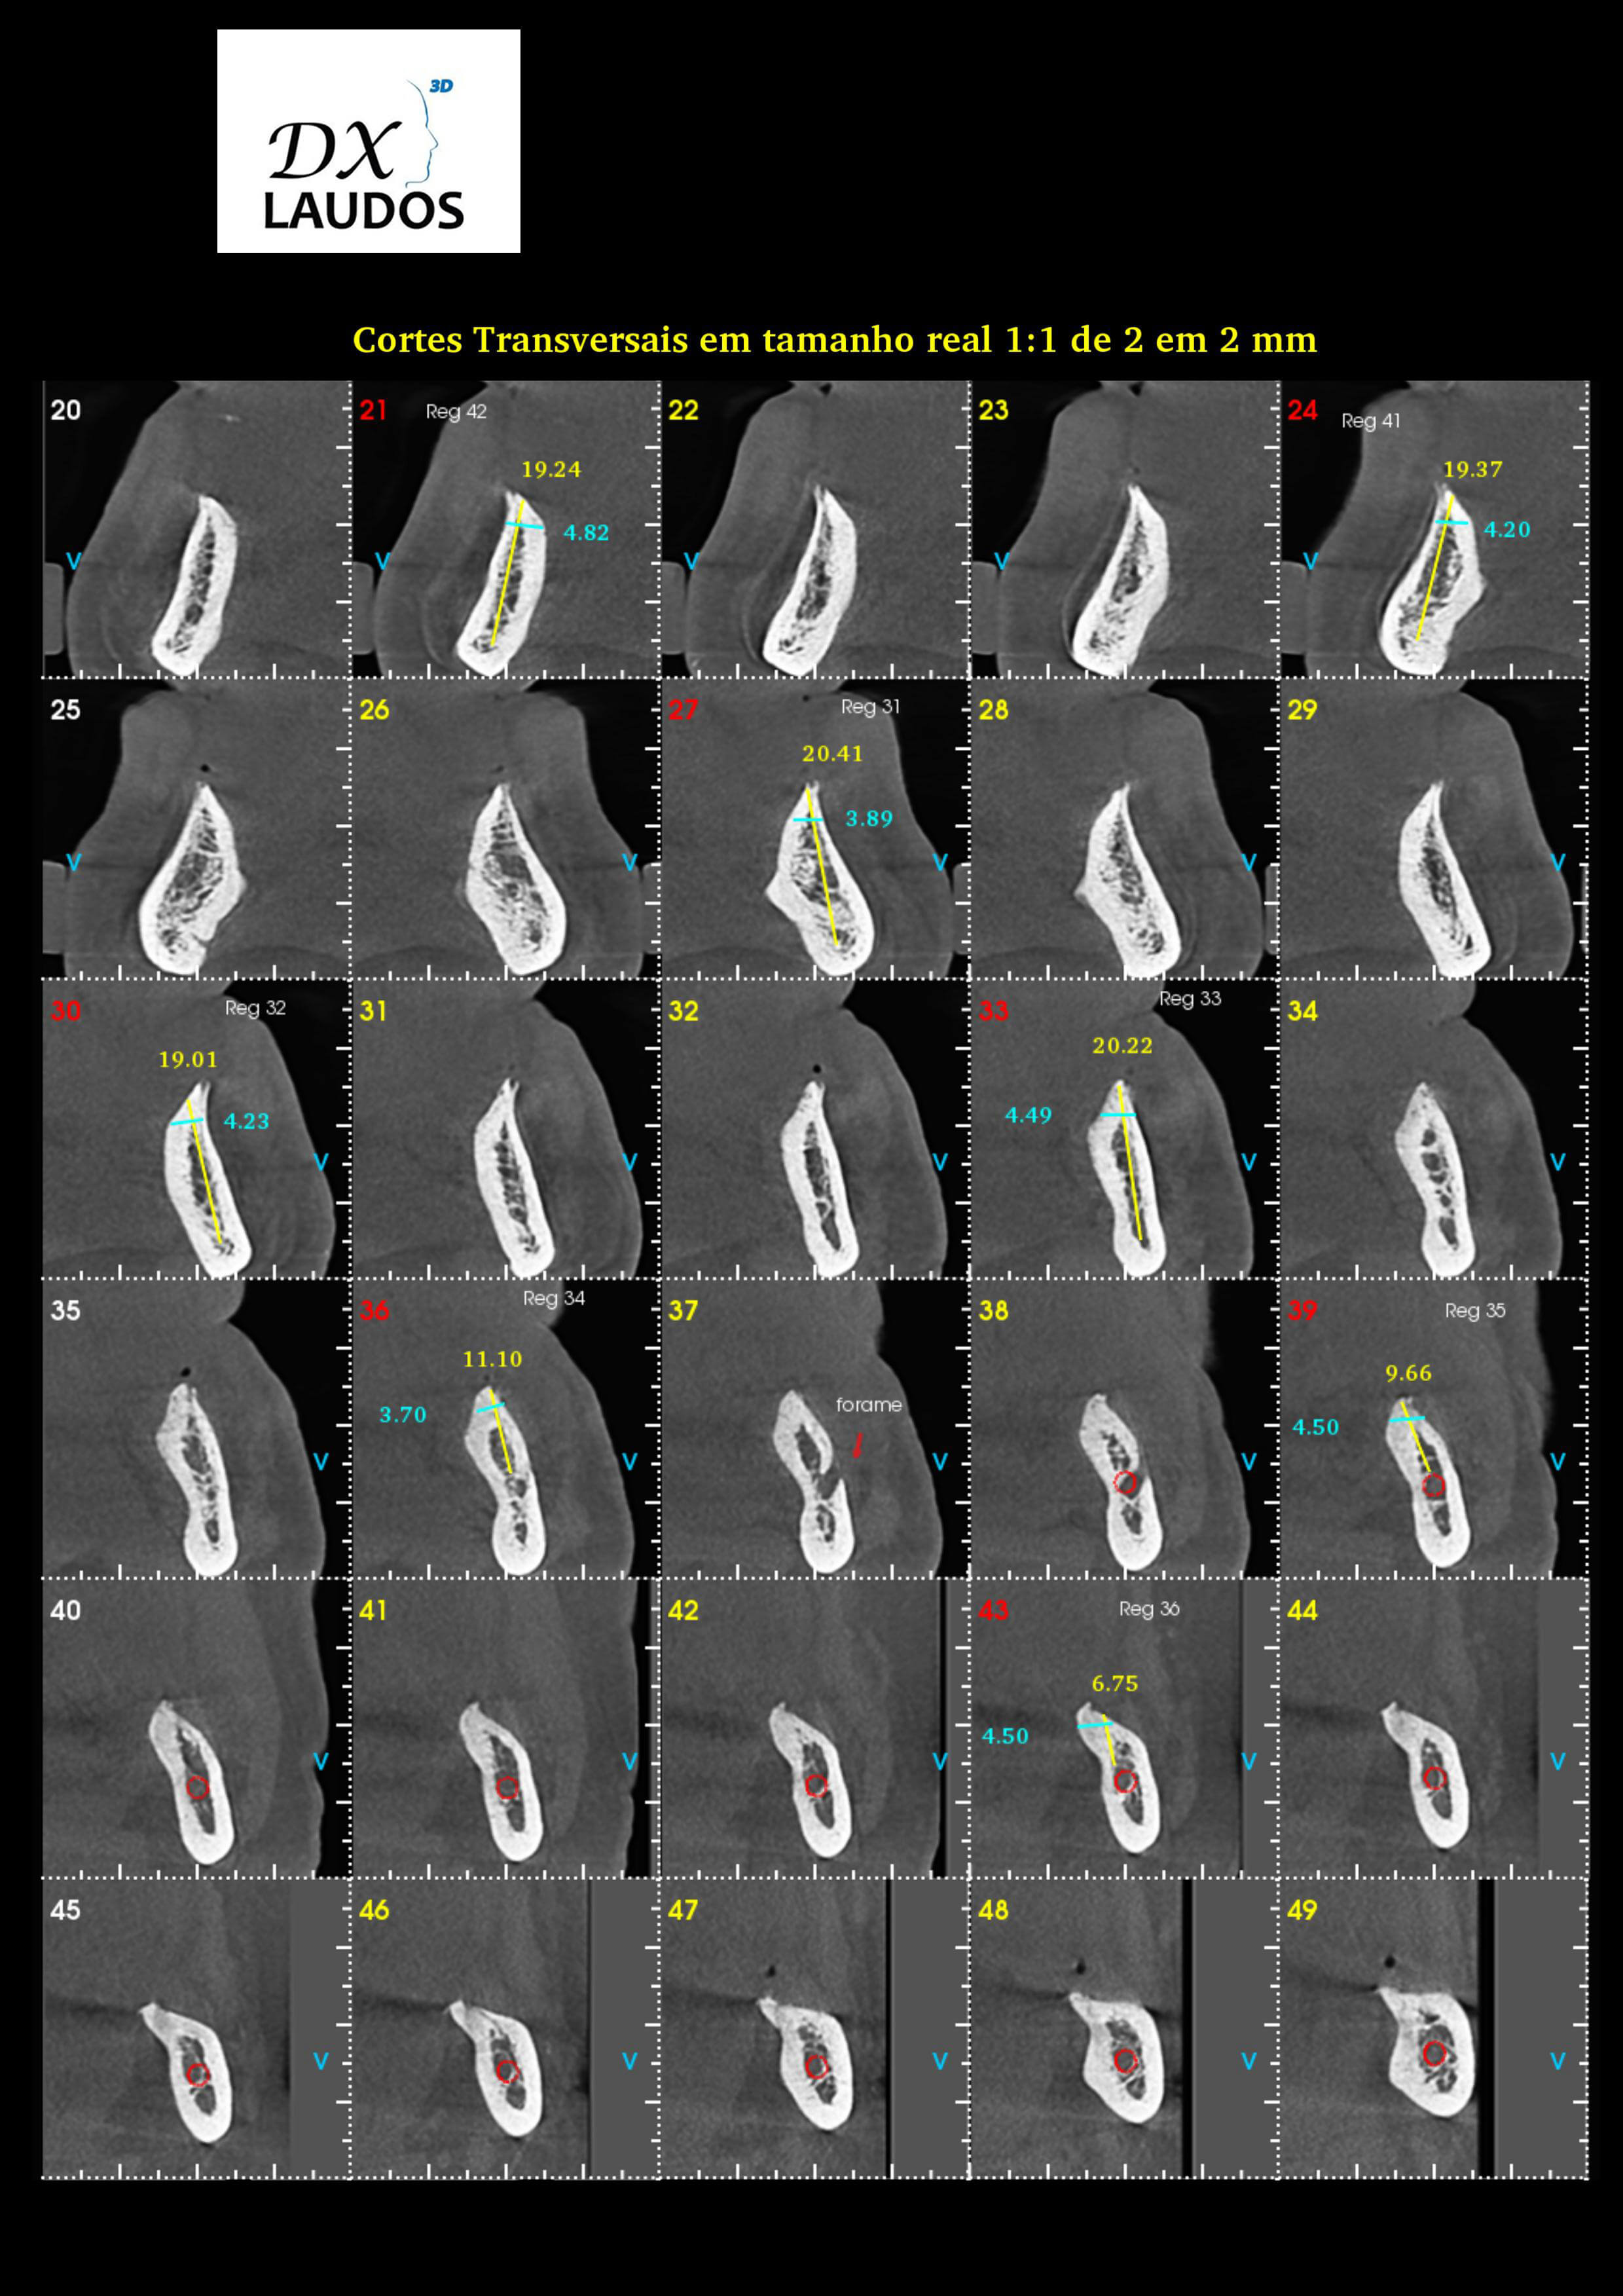 3D
DX
LAUDOS
Cortes Transversais em tamanho real 1:1 de 2 em 2 mm
20
V
21 Reg 42
19.24
4.82
V
22
V
23
V
24 Reg 41
19.37
4.20
V
25
V
26
V
27 Reg 31
20.41
3.89
V
28
V
29
V
30 Reg 32
19.01
4.23
V
31
V
32
V
33 Reg 33
20.22
4.49
V
34
V
35
V
36 Reg 34
11.10
3.70
V
37
forame
V
38
V
39 Reg 35
9.66
4.50
V
40
V
41
V
42
V
43 Reg 36
6.75
4.50
V
44
V
45
V
46
V
47
V
48
V
49
V